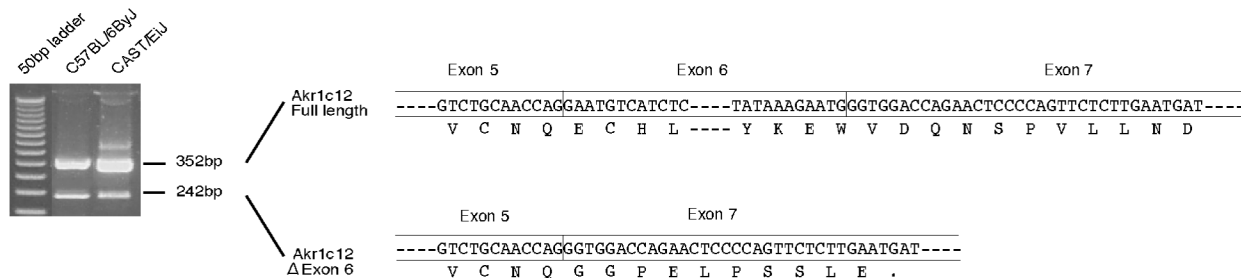 50bp ladder
C57BL/6ByJ
CAST/EiJ
352bp
242bp
Akr1c12
Full length
Exon 5 Exon 6 Exon 7
----GTCTGCAACCAGGAATGTCATCTC----TATAAAGAATGGGTGGACCAGAACTCCCCAGTTCTCTTGAATGAT----
V C N Q E C H L ---- Y K E W V D Q N S P V L L N D
Akr1c12
Δ Exon 6
Exon 5 Exon 7
----GTCTGCAACCAGGGTGGACCAGAACTCCCCAGTTCTCTTGAATGAT----
V C N Q G G P E L P S S L E .